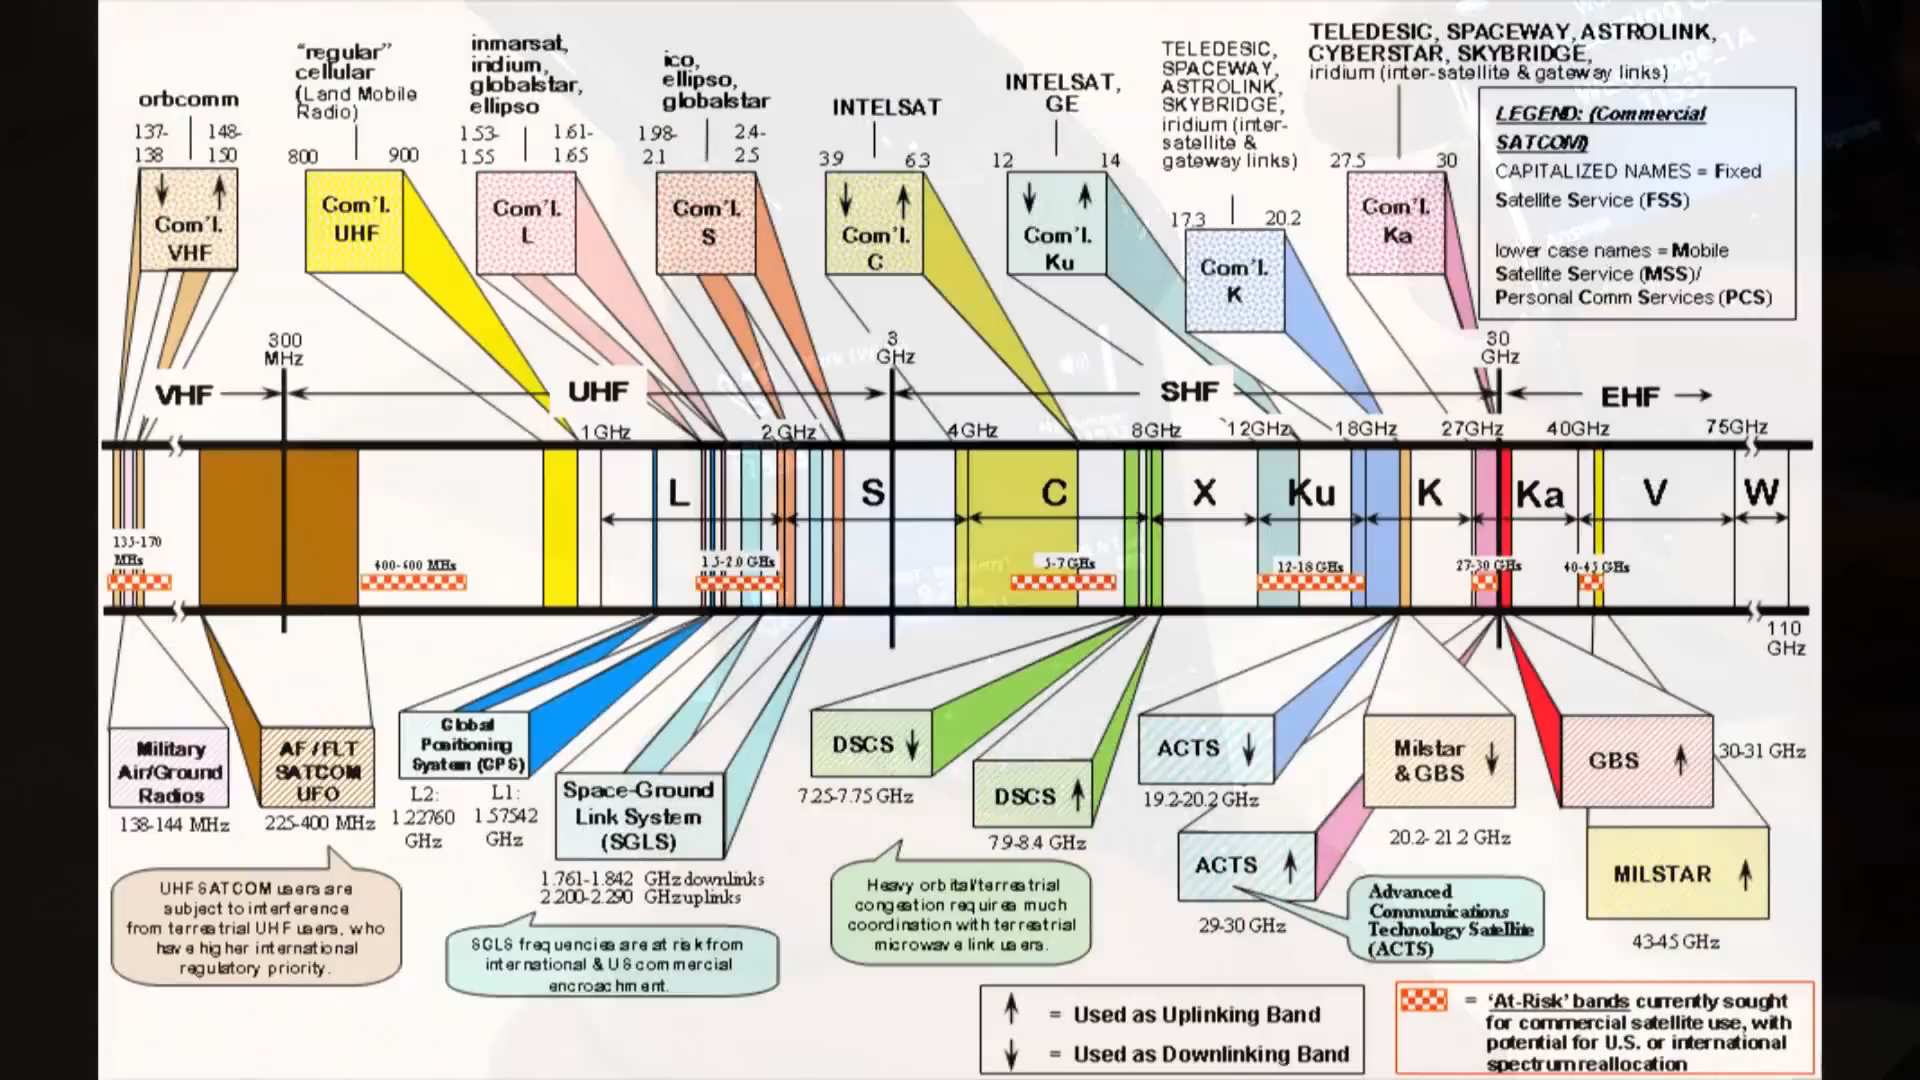 TELEDESIC, SPACEWAY, ASTROLINK,
CYBERSTAR, SKYBRIDGE,
iridium (inter-satellite & gateway links)
"regular"
cellular
(Land Mobile
Radio)
inmarsat,
iridium,
globalstar,
ellipso
ico,
ellipso,
globalstar
TELEDESIC,
SPACEWAY,
ASTROLINK,
SKYBRIDGE,
iridium (inter-
satellite &
gateway links)
orbcomm
INTELSAT
INTELSAT,
GE
137-
138
148-
150
800
900
1.53-
1.55
1.61-
1.65
1.98-
2.1
2.4-
2.5
3.9
6.3
12
14
17.3
20.2
27.5
30
Com'l.
VHF
Com'l.
UHF
Com'l.
L
Com'l.
S
Com'l.
C
Com'l.
Ku
Com'l.
K
Com'l.
Ka
LEGEND: (Commercial
SATCOM)
CAPITALIZED NAMES = Fixed
Satellite Service (FSS)
lower case names = Mobile
Satellite Service (MSS)/
Personal Comm Services (PCS)
300
MHz
3
GHz
30
GHz
VHF
UHF
SHF
EHF
1GHz
2GHz
4GHz
8GHz
12GHz
18GHz
27GHz
40GHz
75GHz
L
S
C
X
Ku
K
Ka
V
W
135-170
MHs
400-600 MHs
1.5-2.0 GHs
5-7 GHs
12-18 GHs
27-30 GHs
40-45 GHs
110
GHz
Military
Air/Ground
Radios
138-144 MHz
AF / FLT
SATCOM
UFO
225-400 MHz
Global
Positioning
System (GPS)
L2:
1.22760
GHz
L1:
1.57542
GHz
Space-Ground
Link System
(SGLS)
1.761-1.842 GHz downlinks
2.200-2.290 GHz uplinks
DSCS
7.25-7.75 GHz
DSCS
7.9-8.4 GHz
ACTS
19.2-20.2 GHz
ACTS
29-30 GHz
Milstar
& GBS
20.2- 21.2 GHz
GBS
30-31 GHz
MILSTAR
43-45 GHz
UHF SATCOM users are
subject to interference
from terrestrial UHF users, who
have higher international
regulatory priority.
SGLS frequencies are at risk from
international & US commercial
encroachment.
Heavy orbital/terrestrial
congestion requires much
coordination with terrestrial
microwave link users.
Advanced
Communications
Technology Satellite
(ACTS)
= Used as Uplinking Band
= Used as Downlinking Band
= 'At-Risk' bands currently sought
for commercial satellite use, with
potential for U.S. or international
spectrum reallocation